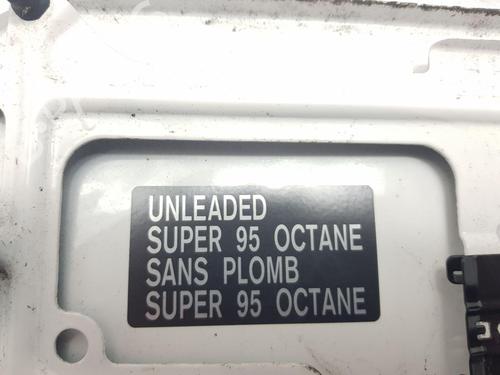 UNLEADED
SUPER 95 OCTANE
SANS PLOMB
SUPER 95 OCTANE